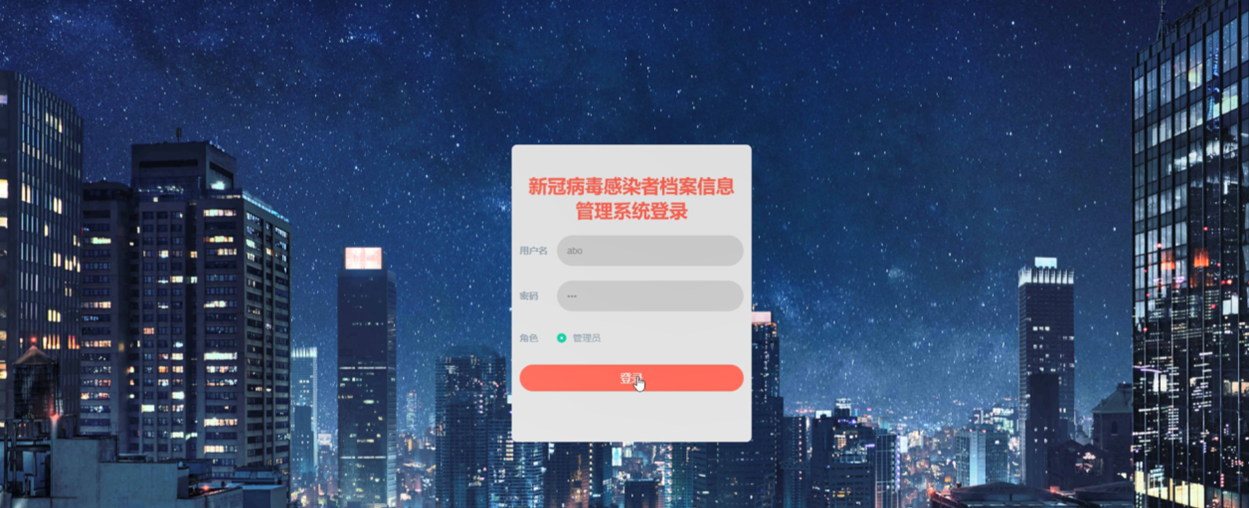 新冠病毒感染者档案信息
管理系统登录
用户名 abo
密码 •••
角色 管理员
登录